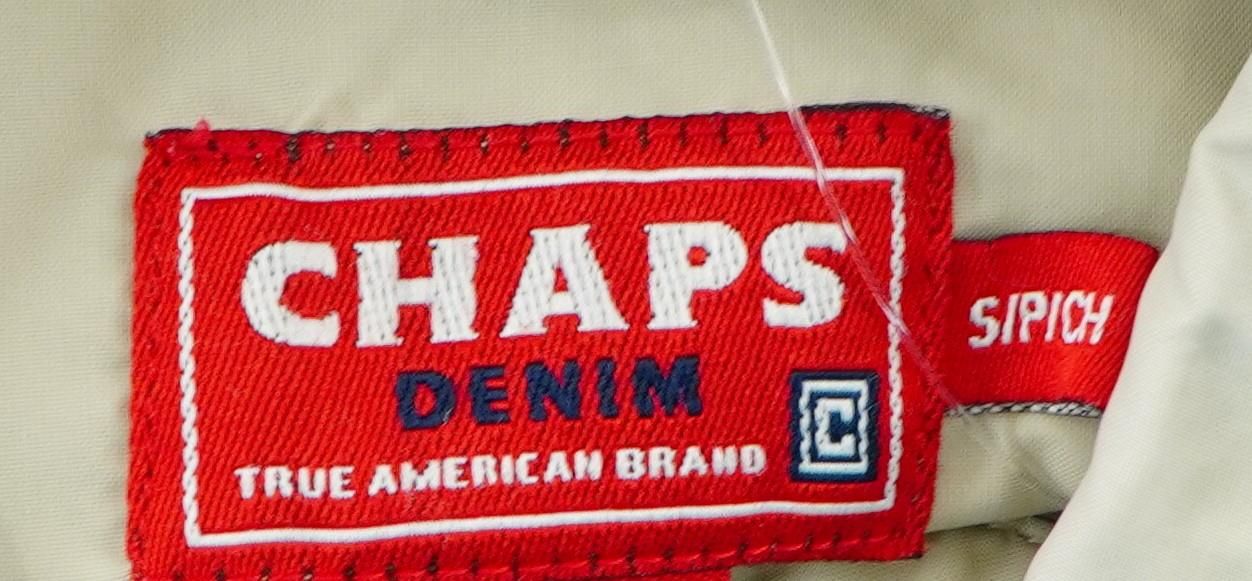 CHAPS
DENIM
C
TRUE AMERICAN BRAND
S/P/CH